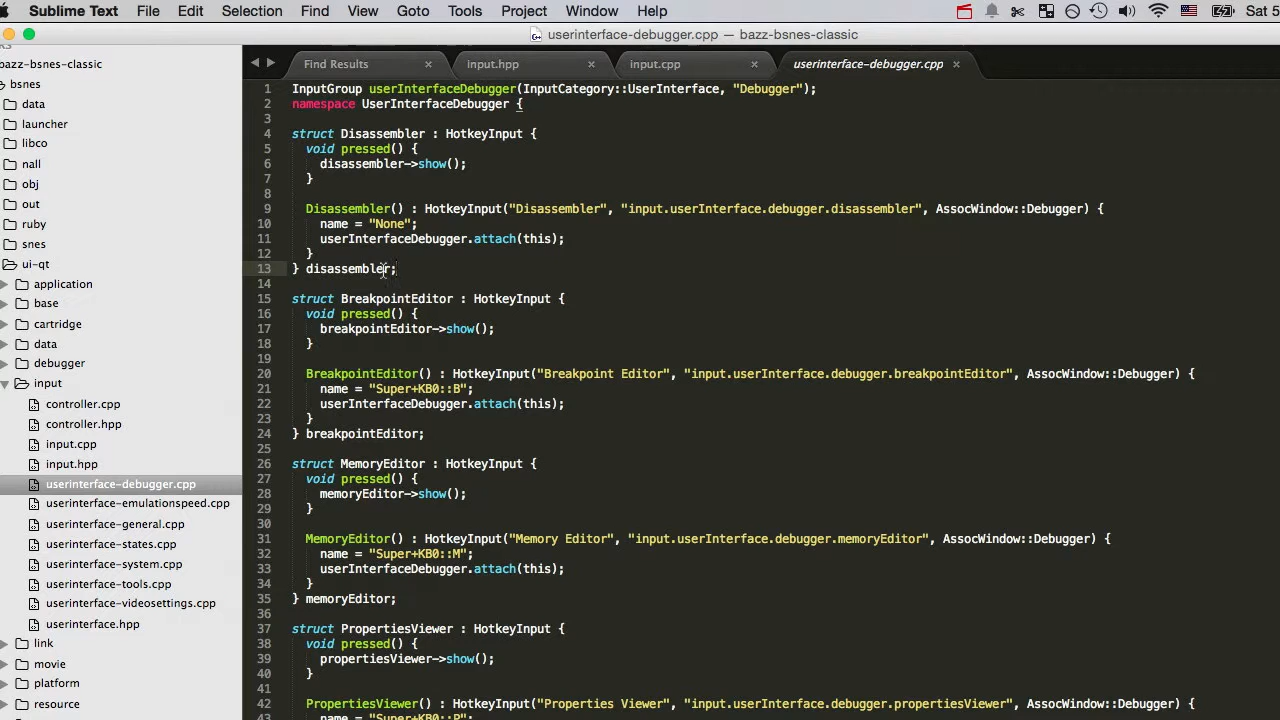 Sublime Text File Edit Selection Find View Goto Tools Project Window Help Sat 5
userinterface-debugger.cpp — bazz-bsnes-classic
bazz-bsnes-classic
bsnes
data
launcher
libco
nall
obj
out
ruby
snes
ui-qt
application
base
cartridge
data
debugger
input
controller.cpp
controller.hpp
input.cpp
input.hpp
userinterface-debugger.cpp
userinterface-emulationspeed.cpp
userinterface-general.cpp
userinterface-states.cpp
userinterface-system.cpp
userinterface-tools.cpp
userinterface-videosettings.cpp
userinterface.hpp
link
movie
platform
resource
Find Results input.hpp input.cpp userinterface-debugger.cpp
1 InputGroup userInterfaceDebugger(InputCategory::UserInterface, "Debugger");
2 namespace UserInterfaceDebugger {
3
4 struct Disassembler : HotkeyInput {
5 void pressed() {
6 disassembler->show();
7 }
8
9 Disassembler() : HotkeyInput("Disassembler", "input.userInterface.debugger.disassembler", AssocWindow::Debugger) {
10 name = "None";
11 userInterfaceDebugger.attach(this);
12 }
13 } disassembler;
14
15 struct BreakpointEditor : HotkeyInput {
16 void pressed() {
17 breakpointEditor->show();
18 }
19
20 BreakpointEditor() : HotkeyInput("Breakpoint Editor", "input.userInterface.debugger.breakpointEditor", AssocWindow::Debugger) {
21 name = "Super+KB0::B";
22 userInterfaceDebugger.attach(this);
23 }
24 } breakpointEditor;
25
26 struct MemoryEditor : HotkeyInput {
27 void pressed() {
28 memoryEditor->show();
29 }
30
31 MemoryEditor() : HotkeyInput("Memory Editor", "input.userInterface.debugger.memoryEditor", AssocWindow::Debugger) {
32 name = "Super+KB0::M";
33 userInterfaceDebugger.attach(this);
34 }
35 } memoryEditor;
36
37 struct PropertiesViewer : HotkeyInput {
38 void pressed() {
39 propertiesViewer->show();
40 }
41
42 PropertiesViewer() : HotkeyInput("Properties Viewer", "input.userInterface.debugger.propertiesViewer", AssocWindow::Debugger) {
43 name = "Super+KB0::P";